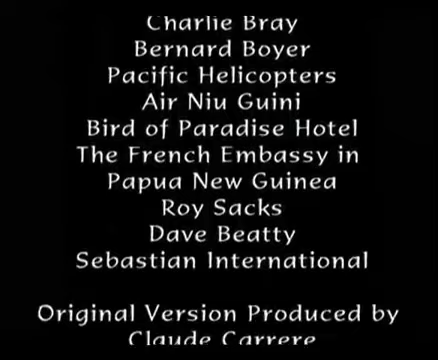 Charlie Bray
Bernard Boyer
Pacific Helicopters
Air Niu Guini
Bird of Paradise Hotel
The French Embassy in
Papua New Guinea
Roy Sacks
Dave Beatty
Sebastian International
Original Version Produced by
Claude Carrere